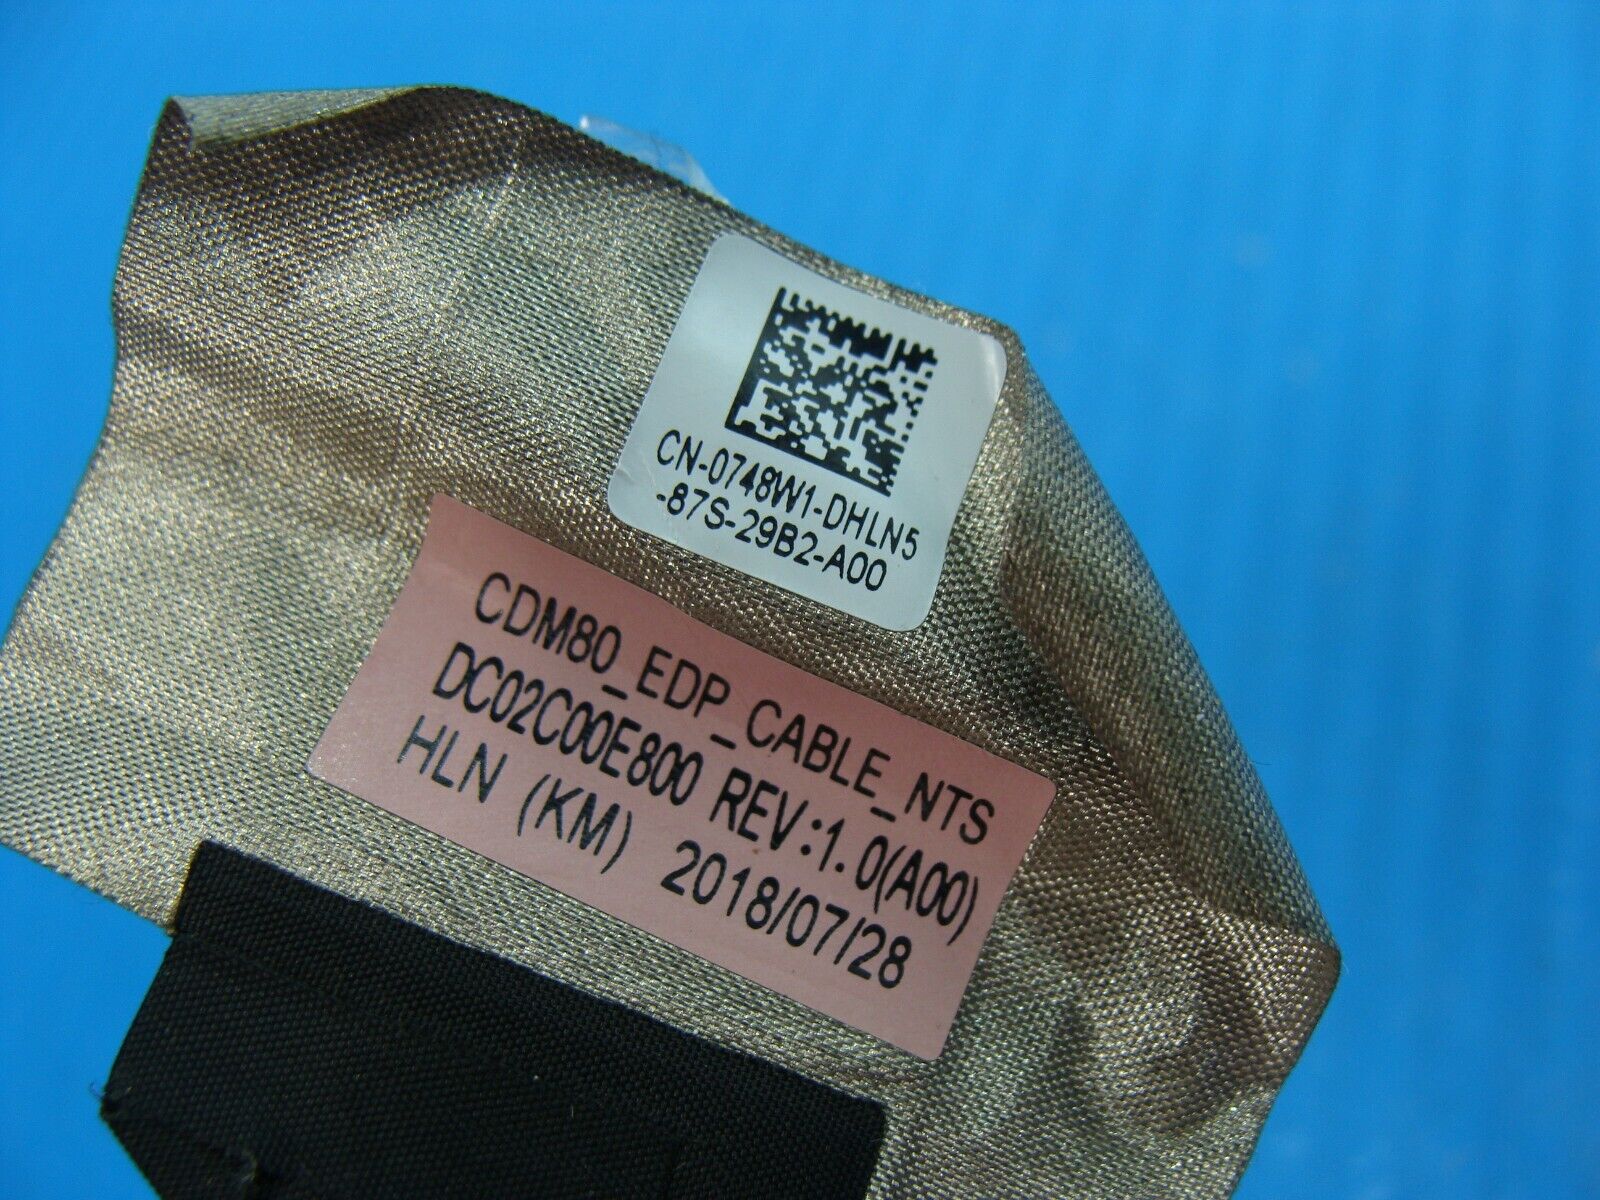 CN-0748W1-DHLN5
-87S-29B2-A00
CDM80_EDP_CABLE_NTS
DC02C00E800 REV:1.0(A00)
HLN (KM) 2018/07/28